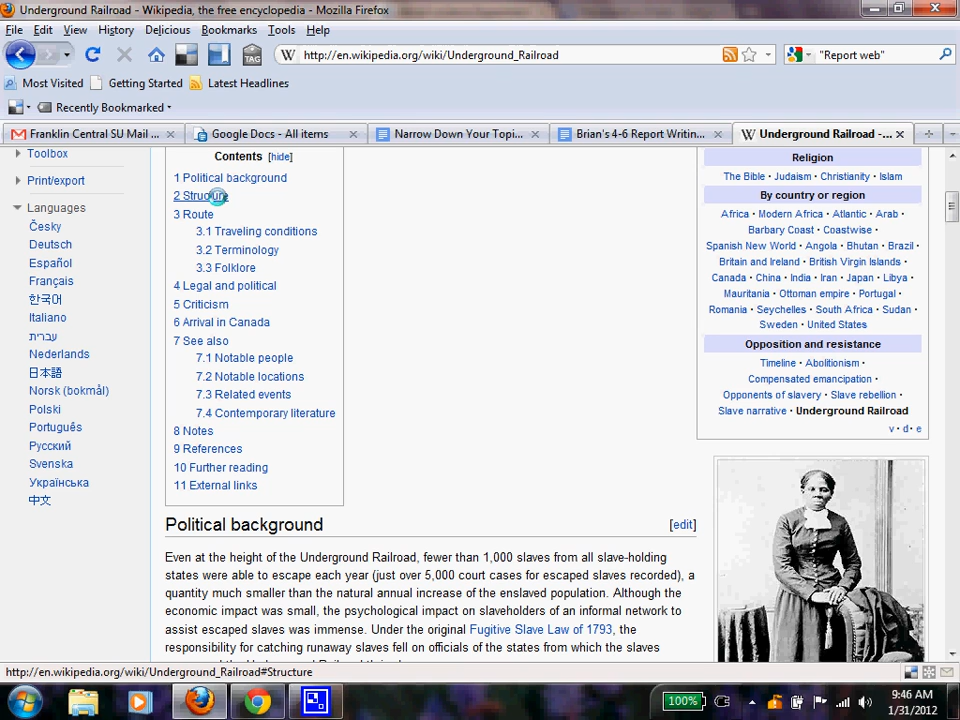 Underground Railroad - Wikipedia, the free encyclopedia - Mozilla Firefox
File Edit View History Delicious Bookmarks Tools Help
TAG
W http://en.wikipedia.org/wiki/Underground_Railroad
"Report web"
Most Visited Getting Started Latest Headlines
Recently Bookmarked
Franklin Central SU Mail ...
Google Docs - All items
Narrow Down Your Topi...
Brian's 4-6 Report Writin...
W Underground Railroad -...
Toolbox
Print/export
Languages
Česky
Deutsch
Español
Français
한국어
Italiano
עברית
Nederlands
日本語
Norsk (bokmål)
Polski
Português
Русский
Svenska
Українська
中文
Contents [hide]
1 Political background
2 Structure
3 Route
3.1 Traveling conditions
3.2 Terminology
3.3 Folklore
4 Legal and political
5 Criticism
6 Arrival in Canada
7 See also
7.1 Notable people
7.2 Notable locations
7.3 Related events
7.4 Contemporary literature
8 Notes
9 References
10 Further reading
11 External links
Political background [edit]
Even at the height of the Underground Railroad, fewer than 1,000 slaves from all slave-holding
states were able to escape each year (just over 5,000 court cases for escaped slaves recorded), a
quantity much smaller than the natural annual increase of the enslaved population. Although the
economic impact was small, the psychological impact on slaveholders of an informal network to
assist escaped slaves was immense. Under the original Fugitive Slave Law of 1793, the
responsibility for catching runaway slaves fell on officials of the states from which the slaves
Religion
The Bible · Judaism · Christianity · Islam
By country or region
Africa · Modern Africa · Atlantic · Arab ·
Barbary Coast · Coastwise ·
Spanish New World · Angola · Bhutan · Brazil ·
Britain and Ireland · British Virgin Islands ·
Canada · China · India · Iran · Japan · Libya ·
Mauritania · Ottoman empire · Portugal ·
Romania · Seychelles · South Africa · Sudan ·
Sweden · United States
Opposition and resistance
Timeline · Abolitionism ·
Compensated emancipation ·
Opponents of slavery · Slave rebellion ·
Slave narrative · Underground Railroad
v · d · e
http://en.wikipedia.org/wiki/Underground_Railroad#Structure
100%
9:46 AM
1/31/2012